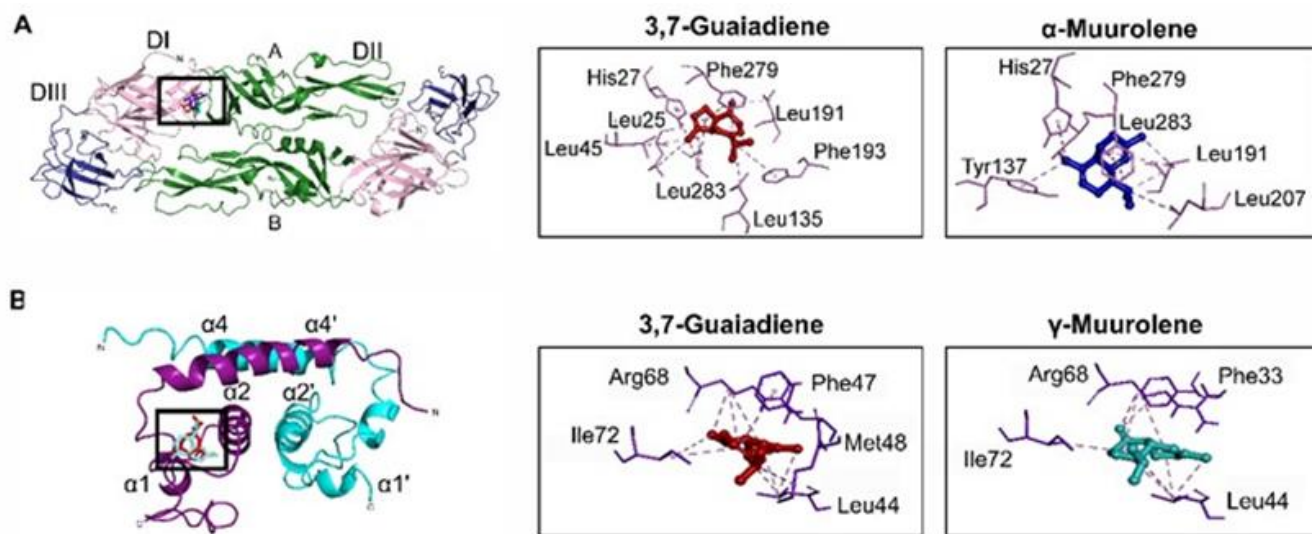 A
DI
A
DII
DIII
N
C
B
C
3,7-Guaiadiene
His27
Phe279
Leu25
Leu191
Leu45
Phe193
Leu283
Leu135
α-Muurolene
His27
Phe279
Leu283
Tyr137
Leu191
Leu207
B
α4
α4'
N
α2
α2'
N
α1
α1'
C
3,7-Guaiadiene
Arg68
Phe47
Ile72
Met48
Leu44
γ-Muurolene
Arg68
Phe33
Ile72
Leu44